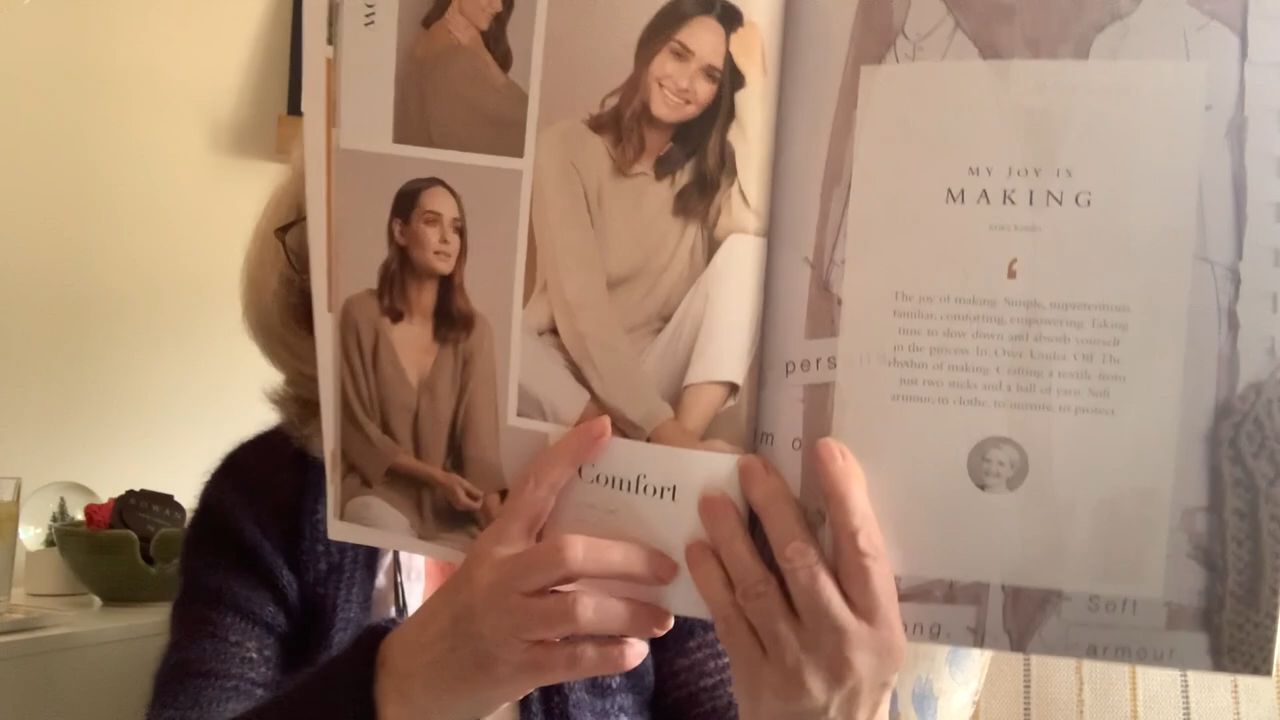 MY JOY IS
MAKING
The joy of making. Simple, unpretentious,
familiar, comforting, empowering. Taking
time to slow down and absorb yourself
in the process. In. Over. Under. Off. The
rhythm of making. Crafting a textile from
just two sticks and a ball of yarn. Soft
armour, to clothe, to nurture, to protect.
Comfort
pers
m o
ong.
Soft
armour
ROWAN